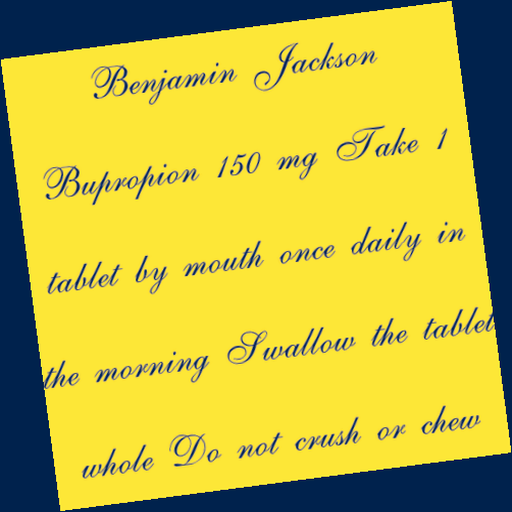 Benjamin Jackson
Bupropion 150 mg Take 1
tablet by mouth once daily in
the morning Swallow the tablet
whole Do not crush or chew